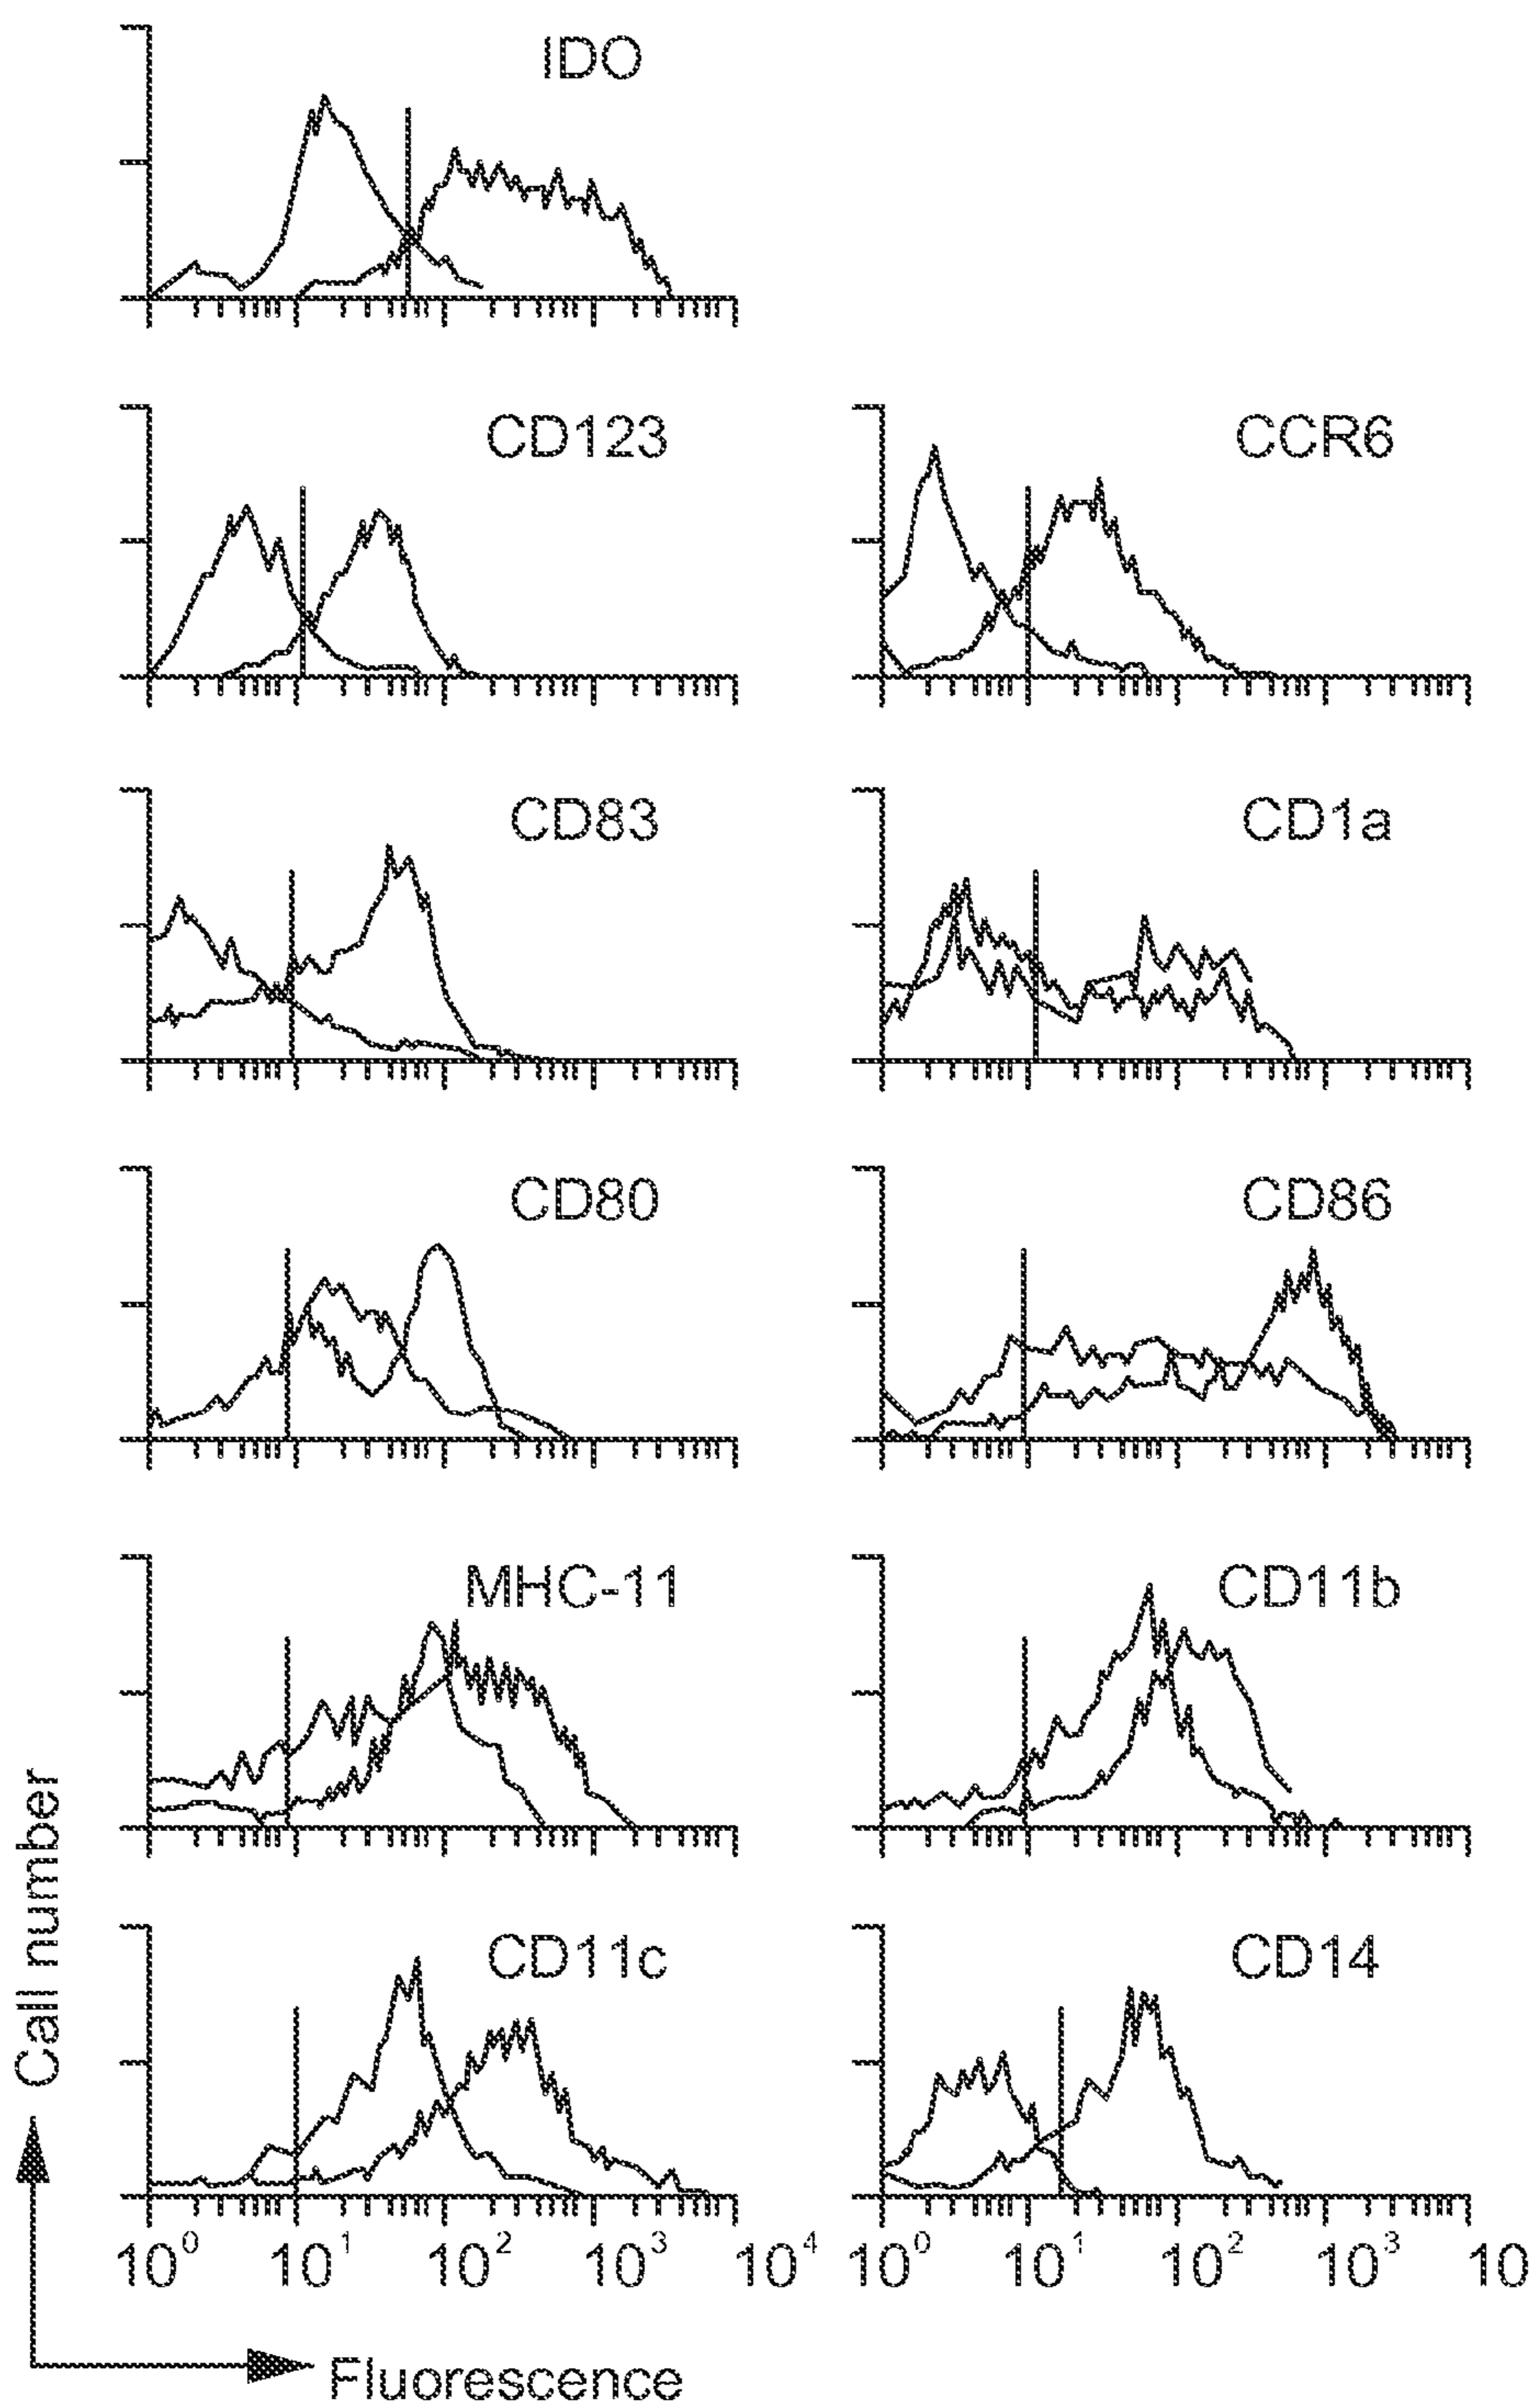 IDO
CD123
CCR6
CD83
CD1a
CD80
CD86
MHC-11
CD11b
CD11c
CD14
10⁰ 10¹ 10² 10³ 10⁴
10⁰ 10¹ 10² 10³ 10
Call number
Fluorescence